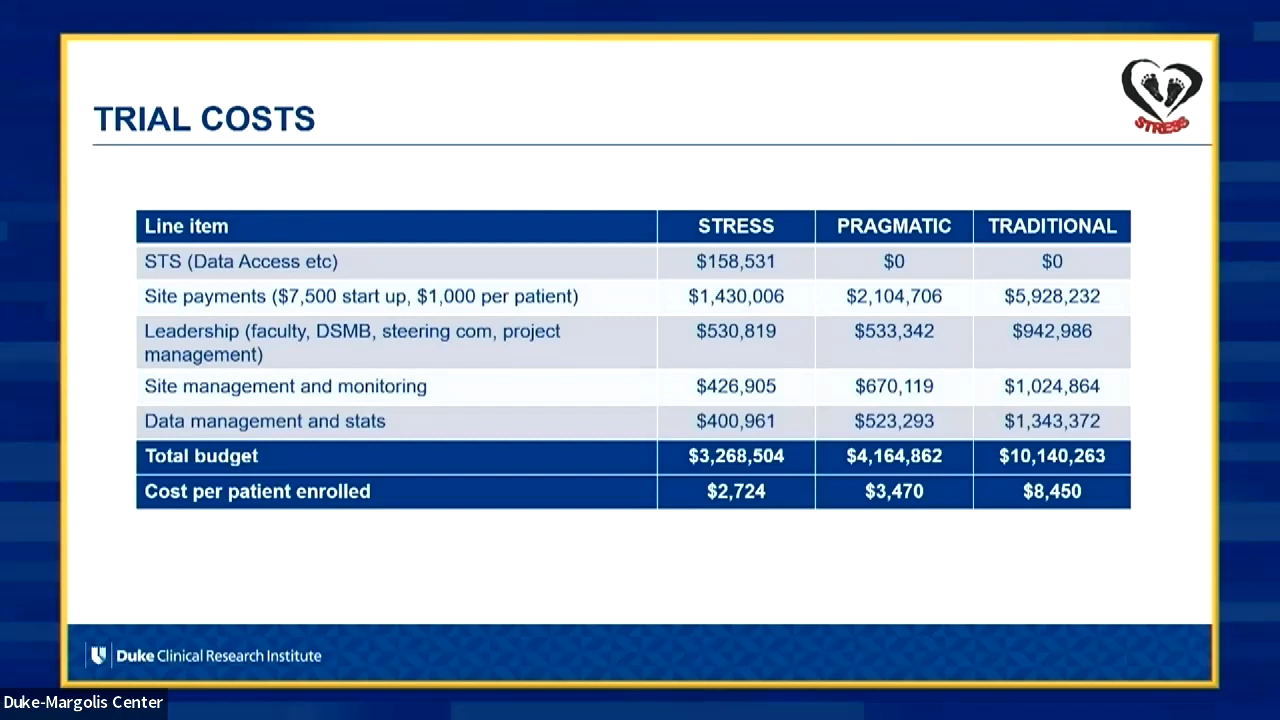 STRESS
TRIAL COSTS
Line item STRESS PRAGMATIC TRADITIONAL
STS (Data Access etc) $158,531 $0 $0
Site payments ($7,500 start up, $1,000 per patient) $1,430,006 $2,104,706 $5,928,232
Leadership (faculty, DSMB, steering com, project $530,819 $533,342 $942,986
management)
Site management and monitoring $426,905 $670,119 $1,024,864
Data management and stats $400,961 $523,293 $1,343,372
Total budget $3,268,504 $4,164,862 $10,140,263
Cost per patient enrolled $2,724 $3,470 $8,450
Duke Clinical Research Institute
Duke-Margolis Center